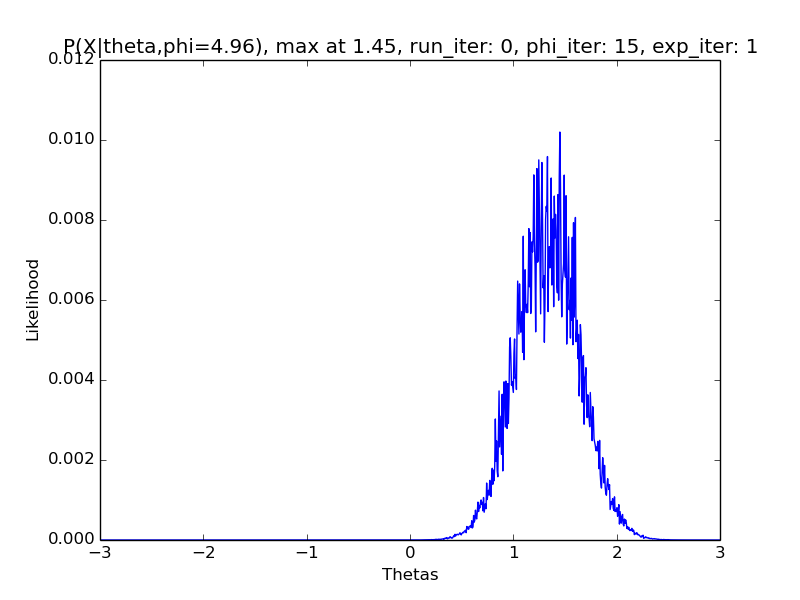 P(X|theta,phi=4.96), max at 1.45, run_iter: 0, phi_iter: 15, exp_iter: 1
0.012
0.010
0.008
0.006
0.004
0.002
0.000
Likelihood
−3 −2 −1 0 1 2 3
Thetas